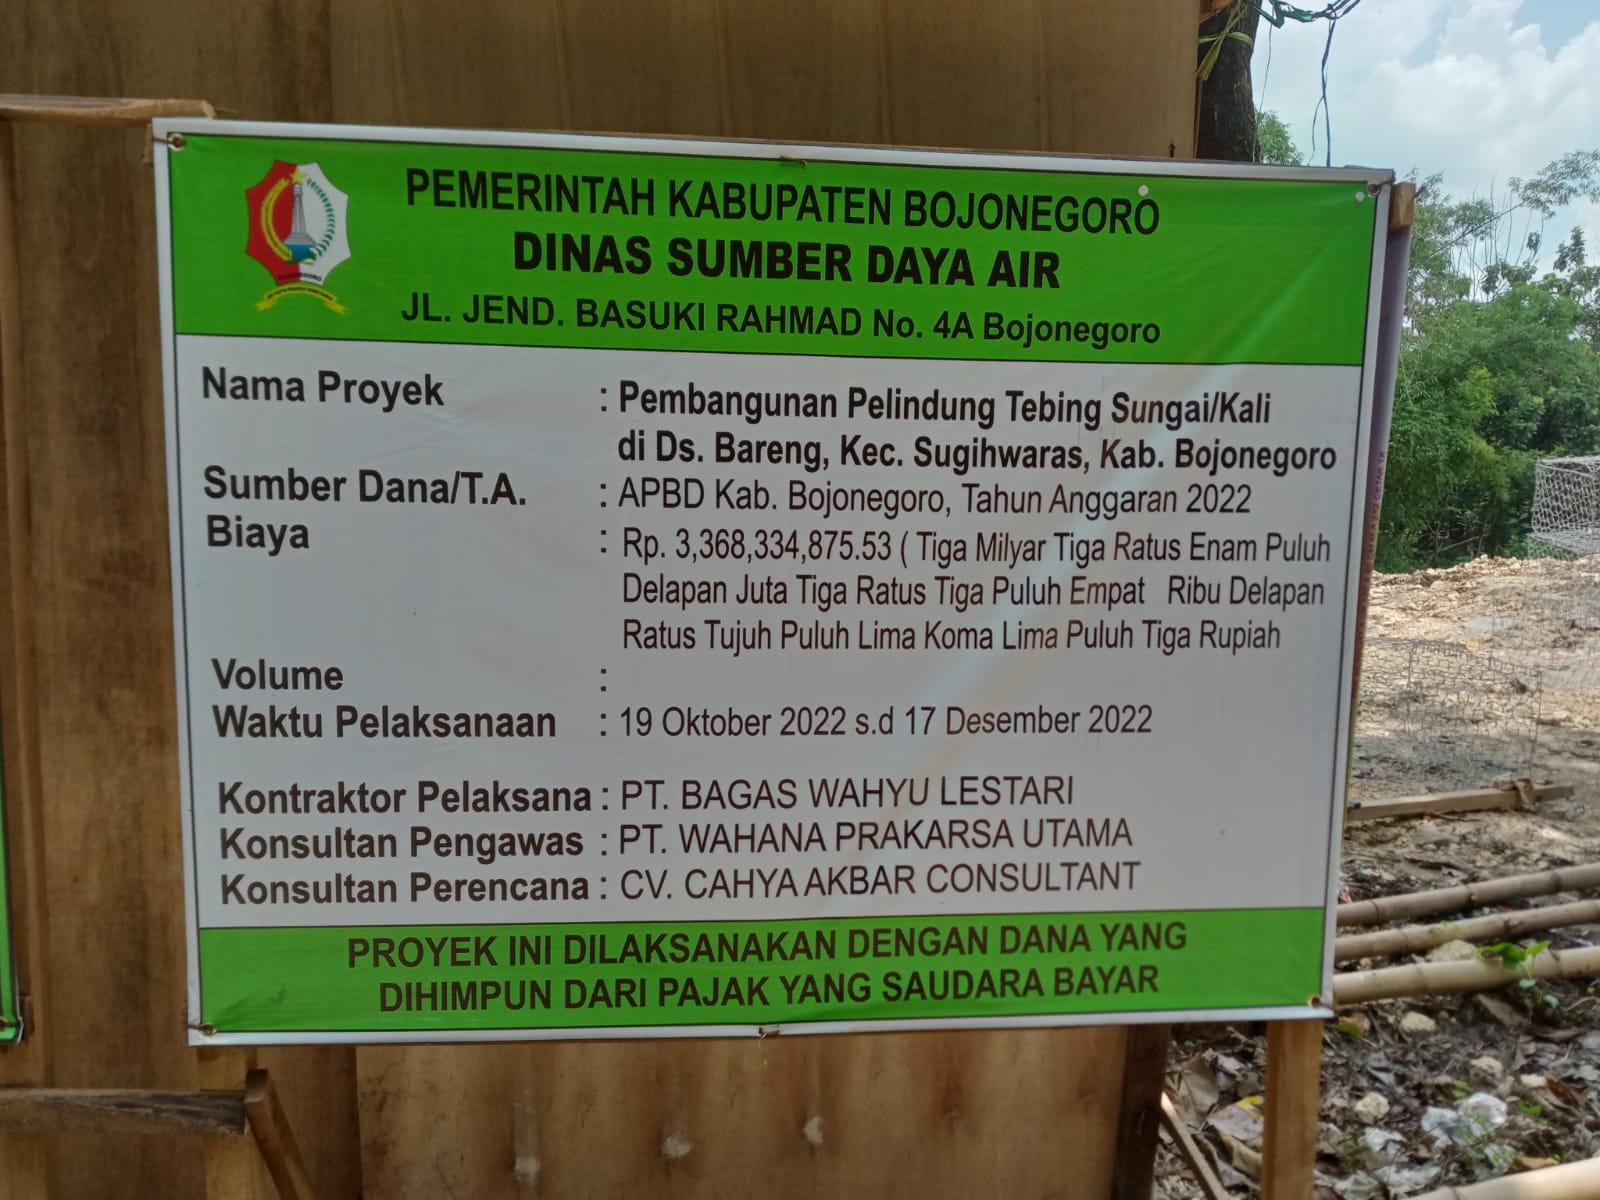 PEMERINTAH KABUPATEN BOJONEGORO
DINAS SUMBER DAYA AIR
JL. JEND. BASUKI RAHMAD No. 4A Bojonegoro
Nama Proyek : Pembangunan Pelindung Tebing Sungai/Kali
di Ds. Bareng, Kec. Sugihwaras, Kab. Bojonegoro
Sumber Dana/T.A. : APBD Kab. Bojonegoro, Tahun Anggaran 2022
Biaya : Rp. 3,368,334,875.53 ( Tiga Milyar Tiga Ratus Enam Puluh
Delapan Juta Tiga Ratus Tiga Puluh Empat Ribu Delapan
Ratus Tujuh Puluh Lima Koma Lima Puluh Tiga Rupiah
Volume :
Waktu Pelaksanaan : 19 Oktober 2022 s.d 17 Desember 2022
Kontraktor Pelaksana : PT. BAGAS WAHYU LESTARI
Konsultan Pengawas : PT. WAHANA PRAKARSA UTAMA
Konsultan Perencana : CV. CAHYA AKBAR CONSULTANT
PROYEK INI DILAKSANAKAN DENGAN DANA YANG
DIHIMPUN DARI PAJAK YANG SAUDARA BAYAR